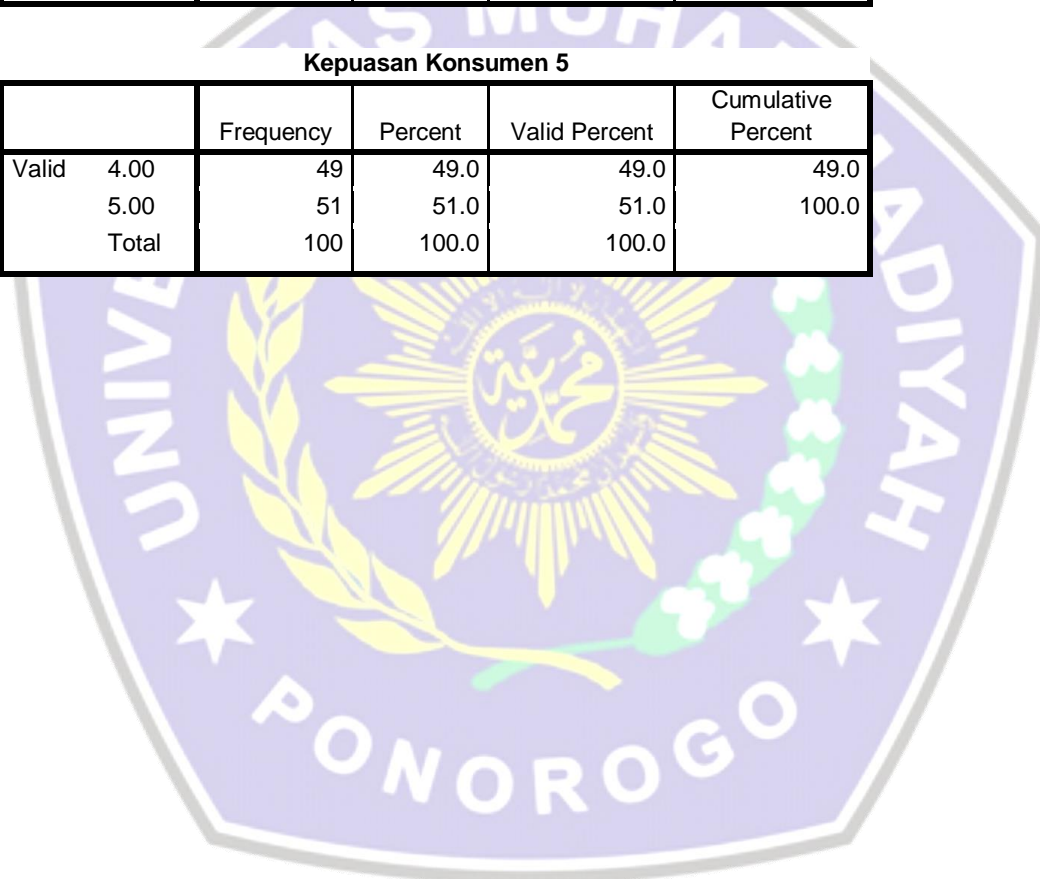 Kepuasan Konsumen 5
Frequency Percent Valid Percent Cumulative Percent
Valid 4.00 49 49.0 49.0 49.0
5.00 51 51.0 51.0 100.0
Total 100 100.0 100.0
محمدية
PONOROGO